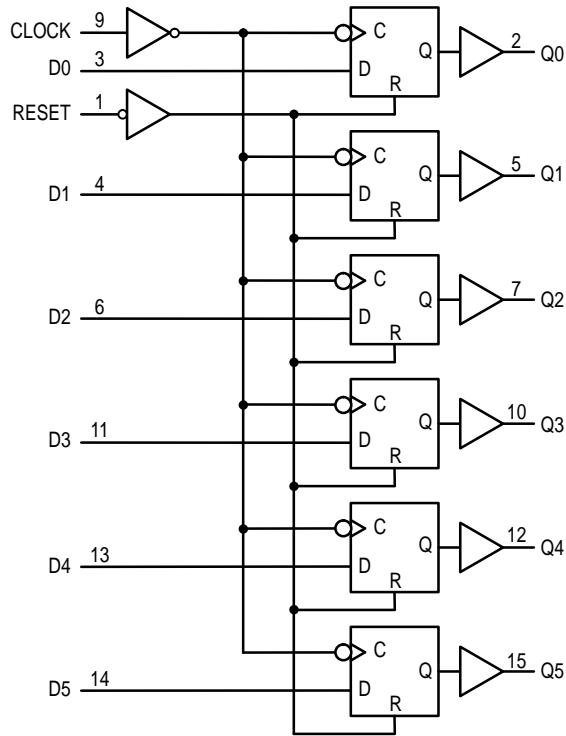 CLOCK 9 C Q 2 Q0
D0 3 D
R
RESET 1
C Q 5 Q1
D1 4 D
R
C Q 7 Q2
D2 6 D
R
C Q 10 Q3
D3 11 D
R
C Q 12 Q4
D4 13 D
R
C Q 15 Q5
D5 14 D
R